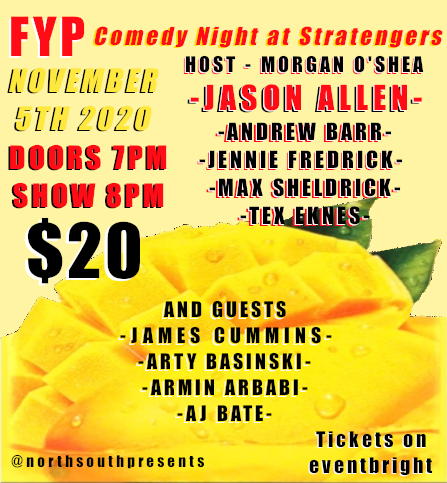 FYP Comedy Night at Stratengers
NOVEMBER
5TH 2020
DOORS 7PM
SHOW 8PM
$20
HOST - MORGAN O'SHEA
-JASON ALLEN-
-ANDREW BARR-
-JENNIE FREDRICK-
-MAX SHELDRICK-
-TEX EKNES-
AND GUESTS
-JAMES CUMMINS-
-ARTY BASINSKI-
-ARMIN ARBABI-
-AJ BATE-
Tickets on
eventbright
@northsouthpresents